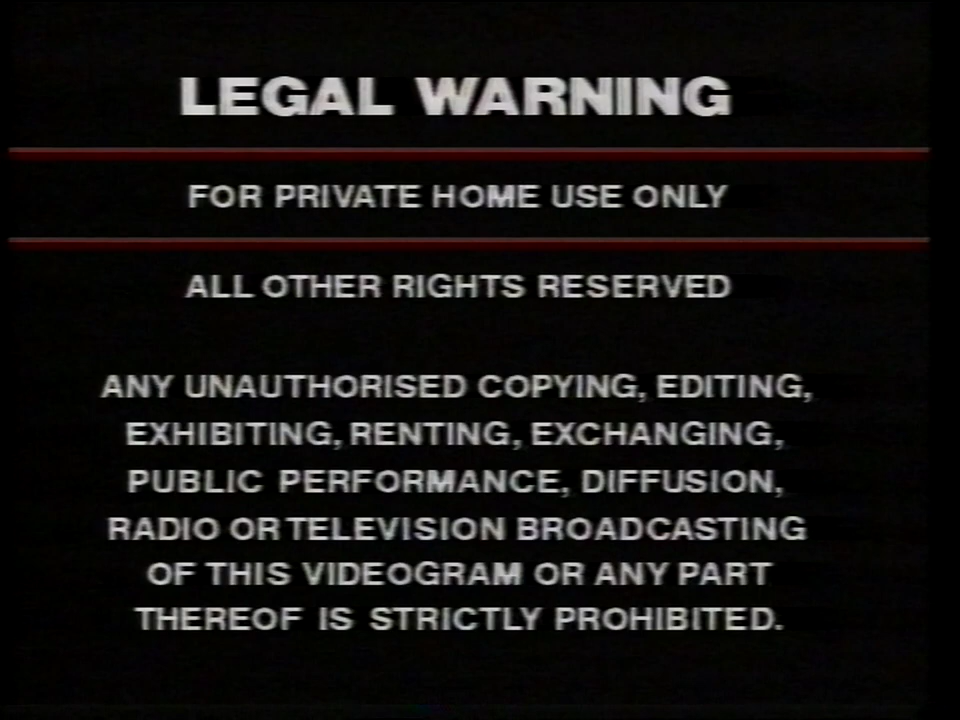 LEGAL WARNING
FOR PRIVATE HOME USE ONLY
ALL OTHER RIGHTS RESERVED
ANY UNAUTHORISED COPYING, EDITING,
EXHIBITING, RENTING, EXCHANGING,
PUBLIC PERFORMANCE, DIFFUSION,
RADIO OR TELEVISION BROADCASTING
OF THIS VIDEOGRAM OR ANY PART
THEREOF IS STRICTLY PROHIBITED.